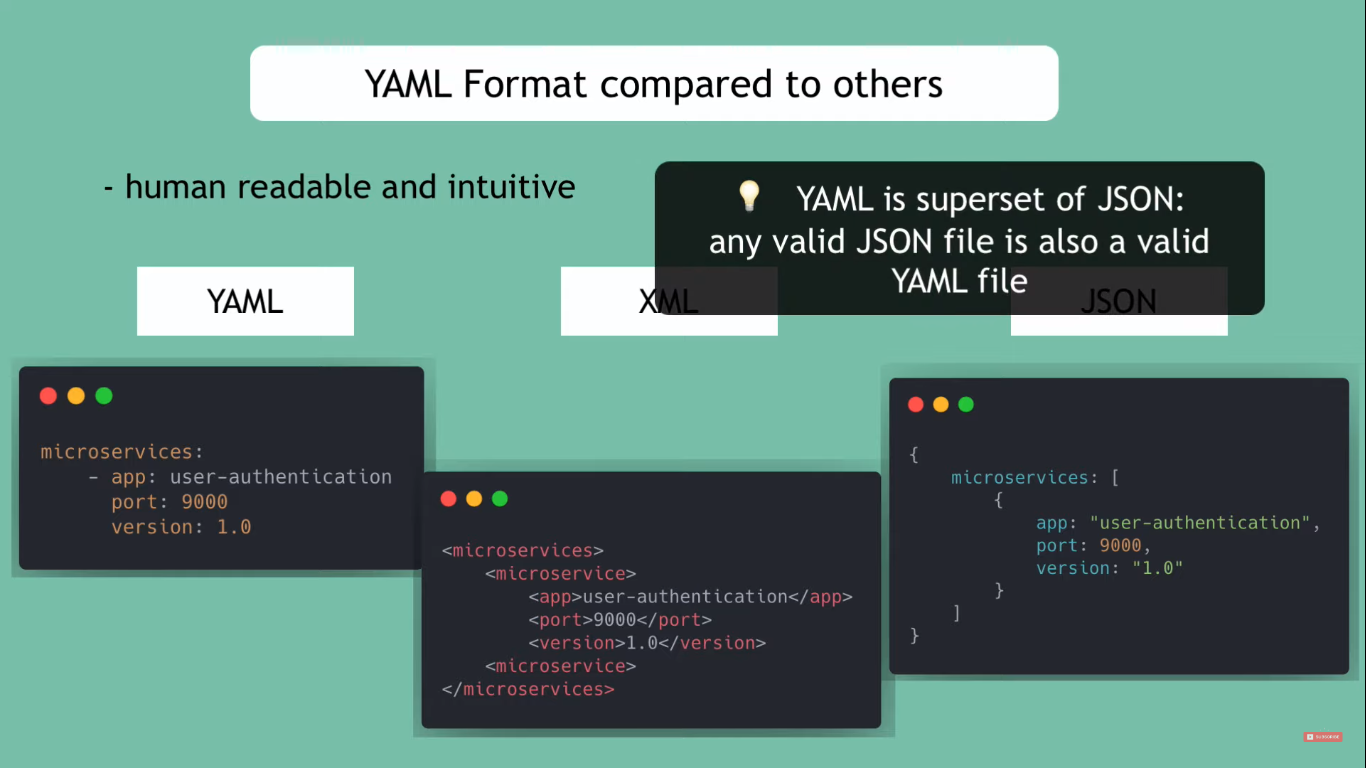 YAML Format compared to others
- human readable and intuitive
💡 YAML is superset of JSON:
any valid JSON file is also a valid
YAML file
YAML
XML
JSON
microservices:
    - app: user-authentication
      port: 9000
      version: 1.0
<microservices>
    <microservice>
        <app>user-authentication</app>
        <port>9000</port>
        <version>1.0</version>
    <microservice>
</microservices>
{
    microservices: [
        {
            app: "user-authentication",
            port: 9000,
            version: "1.0"
        }
    ]
}
SUBSCRIBE